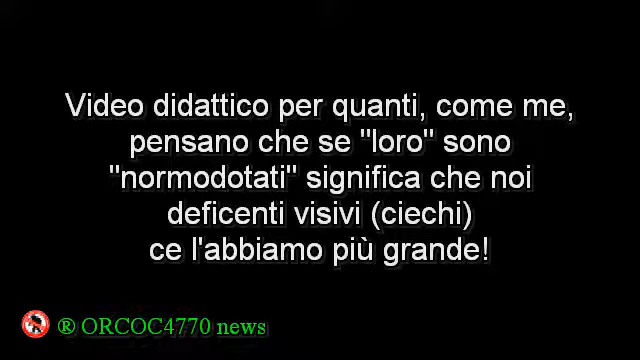 Video didattico per quanti, come me,
pensano che se "loro" sono
"normodotati" significa che noi
deficenti visivi (ciechi)
ce l'abbiamo più grande!
® ORCOC4770 news